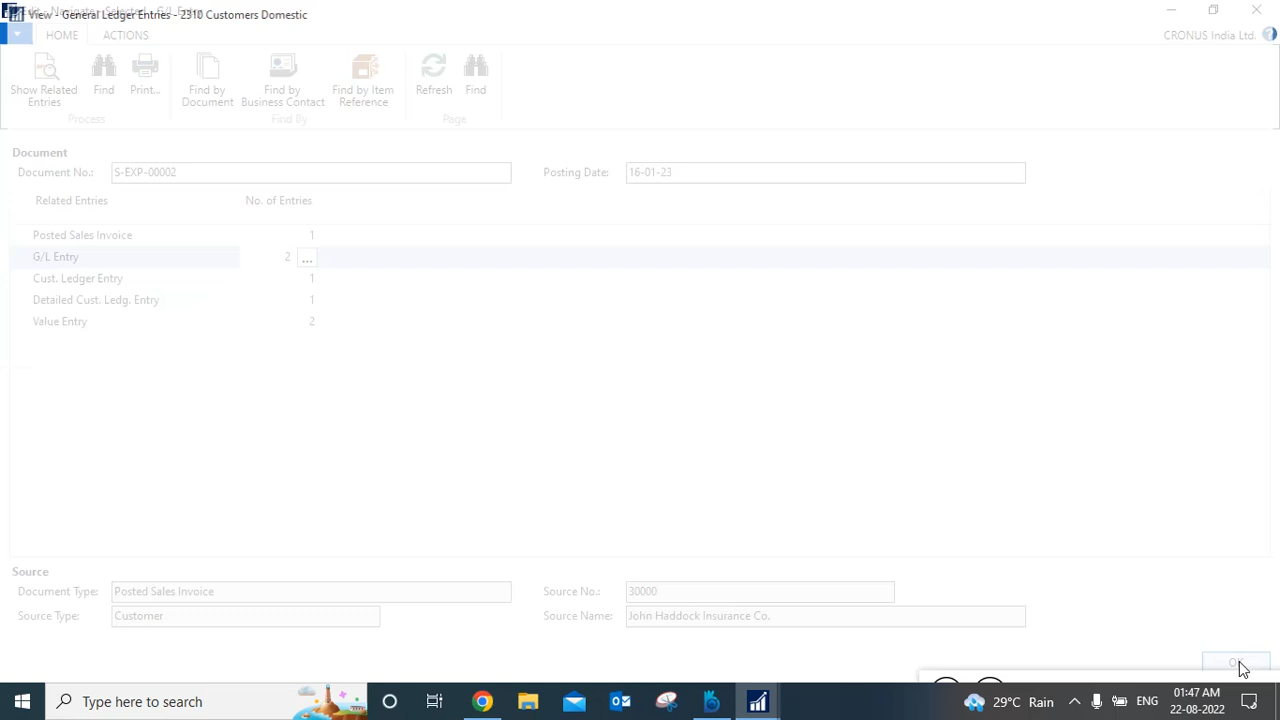 View - General Ledger Entries - 2310 Customers Domestic
HOME ACTIONS CRONUS India Ltd.
Show Related Entries
Find
Print...
Find by Document
Find by Business Contact
Find by Item Reference
Refresh
Find
Process
Find By
Page
Document
Document No.: S-EXP-00002 Posting Date: 16-01-23
Related Entries No. of Entries
Posted Sales Invoice 1
G/L Entry 2 ...
Cust. Ledger Entry 1
Detailed Cust. Ledg. Entry 1
Value Entry 2
Source
Document Type: Posted Sales Invoice Source No.: 30000
Source Type: Customer Source Name: John Haddock Insurance Co.
Type here to search
29°C Rain
ENG
01:47 AM
22-08-2022